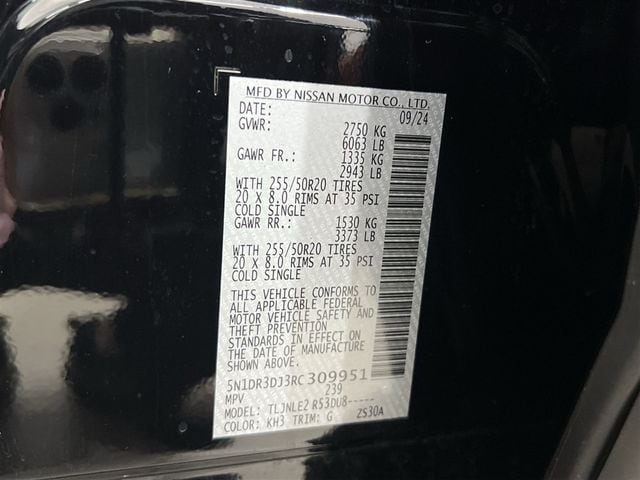 MFD BY NISSAN MOTOR CO., LTD.
DATE: 09/24
GVWR: 2750 KG
6063 LB
GAWR FR.: 1335 KG
2943 LB
WITH 255/50R20 TIRES
20 X 8.0 RIMS AT 35 PSI
COLD SINGLE
GAWR RR.: 1530 KG
3373 LB
WITH 255/50R20 TIRES
20 X 8.0 RIMS AT 35 PSI
COLD SINGLE
THIS VEHICLE CONFORMS TO
ALL APPLICABLE FEDERAL
MOTOR VEHICLE SAFETY AND
THEFT PREVENTION
STANDARDS IN EFFECT ON
THE DATE OF MANUFACTURE
5N1DR3DJ3RC309951
MPV 239
MODEL: TLJNLE2 R53DU8-----
COLOR: KH3 TRIM: G ZS30A